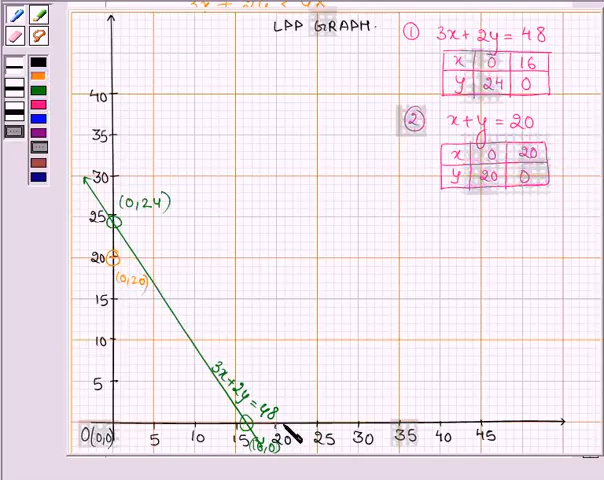 LPP GRAPH.
① 3x + 2y = 48
x 0 16
y 24 0
② x + y = 20
x 0 20
y 20 0
40
35
30
25
(0,24)
20
(0,20)
15
10
5
3x+2y=48
0(0,0) 5 10 15 20 25 30 35 40 45
(16,0)